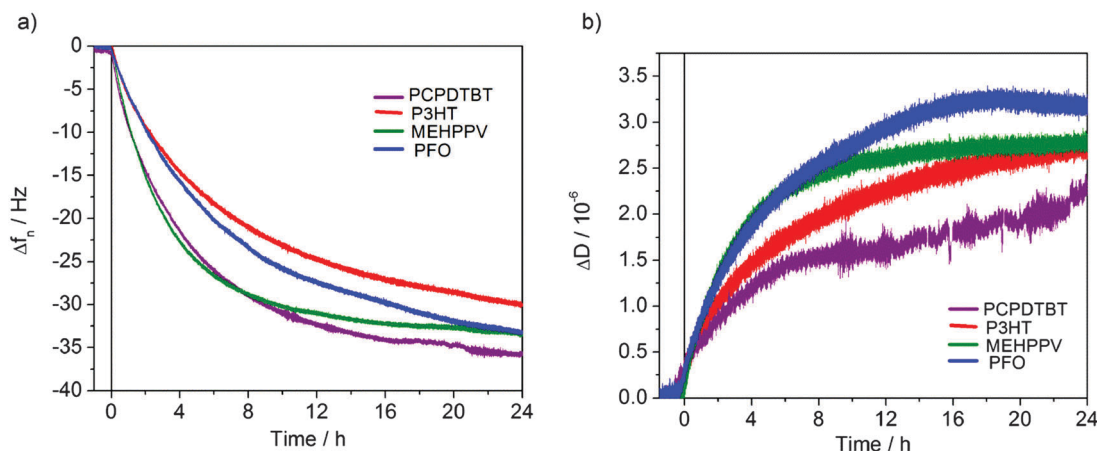 a)
0
-5
-10
-15
-20
-25
-30
-35
-40
Δfₙ / Hz
PCPDTBT
P3HT
MEHPPV
PFO
0 4 8 12 16 20 24
Time / h
b)
3.5
3.0
2.5
2.0
1.5
1.0
0.5
0.0
ΔD / 10⁻⁶
PCPDTBT
P3HT
MEHPPV
PFO
0 4 8 12 16 20 24
Time / h